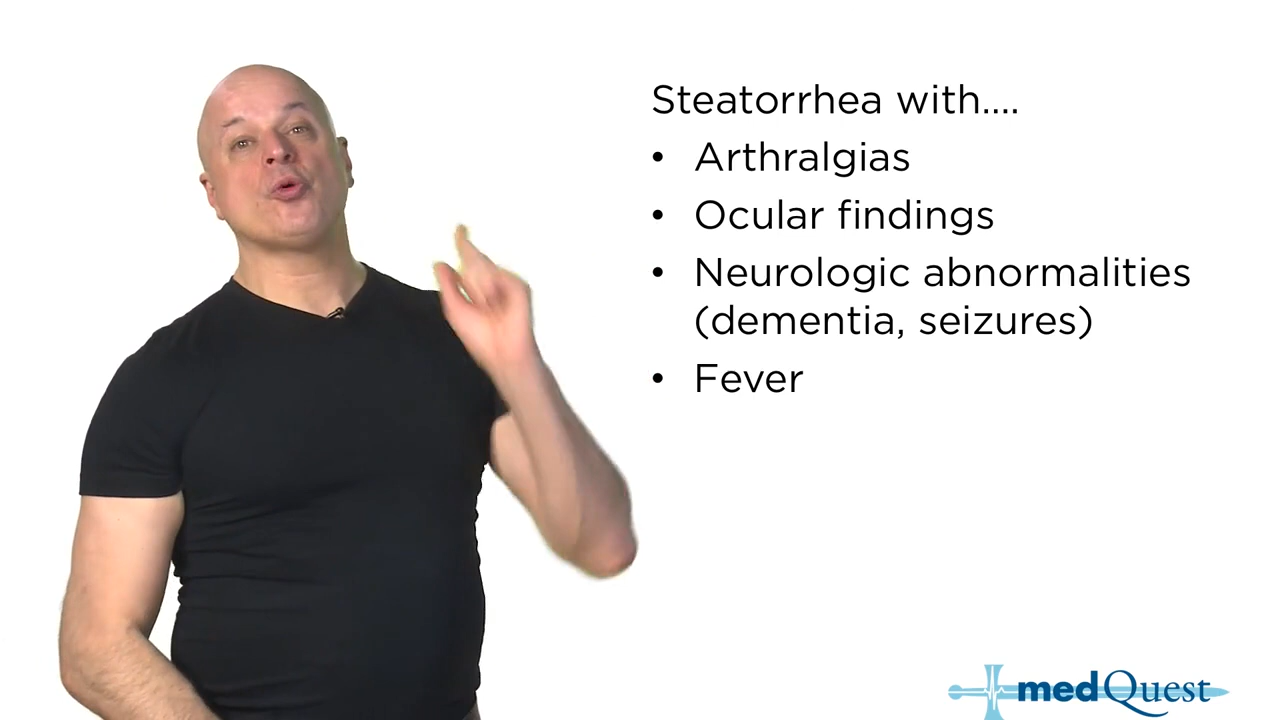 Steatorrhea with....
• Arthralgias
• Ocular findings
• Neurologic abnormalities
(dementia, seizures)
• Fever
medQuest